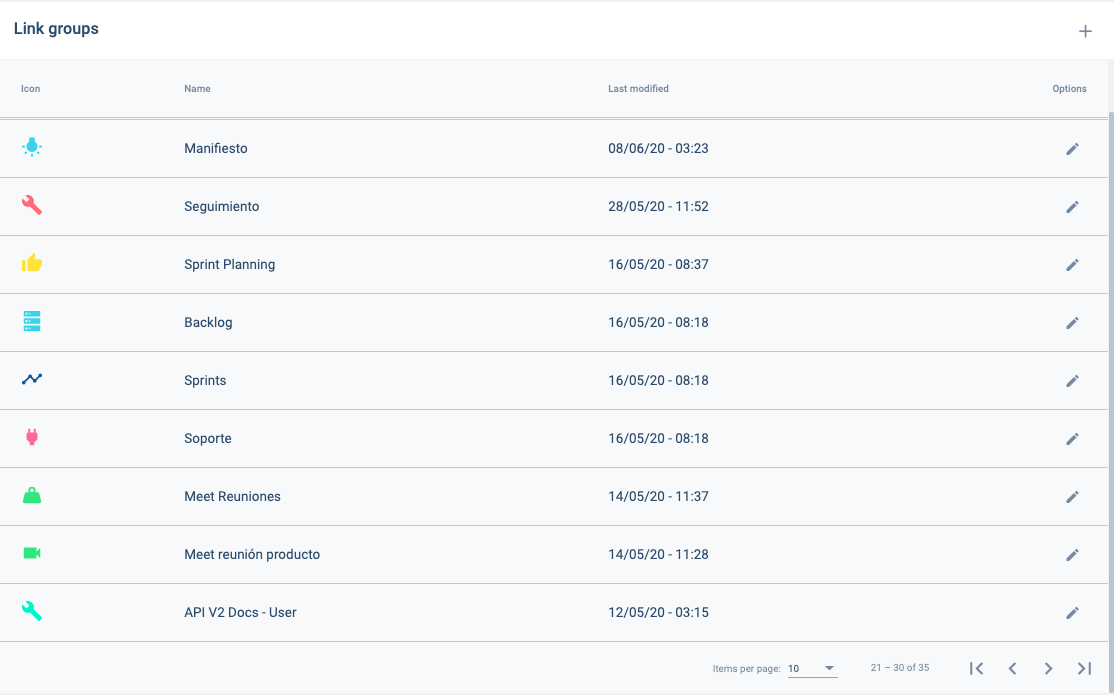 Link groups
Icon Name Last modified Options
Manifiesto 08/06/20 - 03:23
Seguimiento 28/05/20 - 11:52
Sprint Planning 16/05/20 - 08:37
Backlog 16/05/20 - 08:18
Sprints 16/05/20 - 08:18
Soporte 16/05/20 - 08:18
Meet Reuniones 14/05/20 - 11:37
Meet reunión producto 14/05/20 - 11:28
API V2 Docs - User 12/05/20 - 03:15
Items per page: 10 21 – 30 of 35